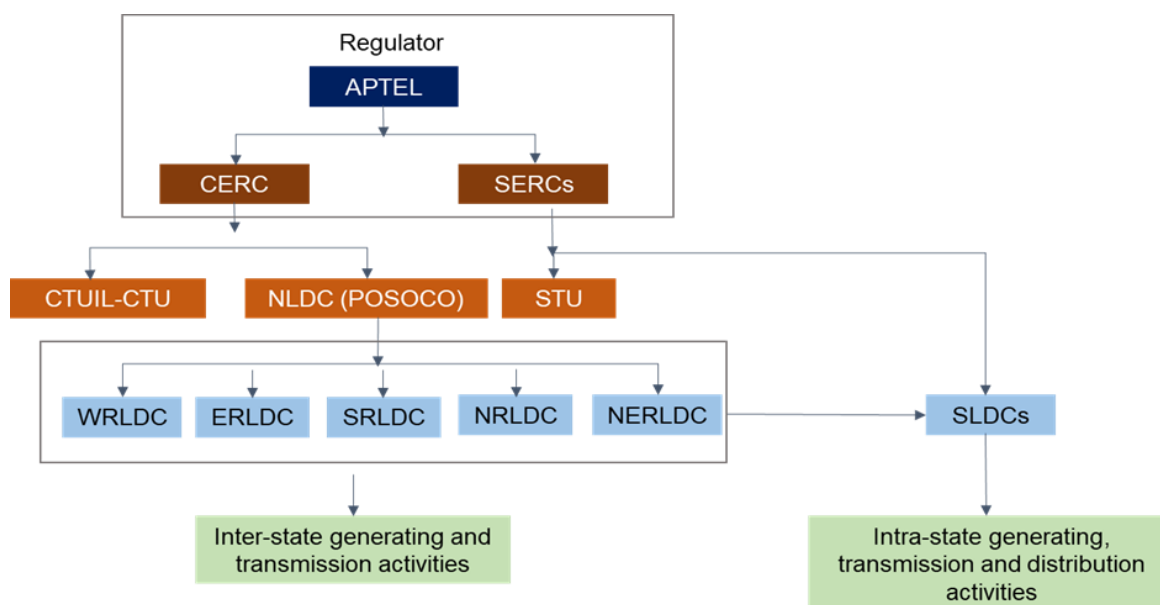 Regulator
APTEL
CERC
SERCs
CTUIL-CTU
NLDC (POSOCO)
STU
WRLDC
ERLDC
SRLDC
NRLDC
NERLDC
SLDCs
Inter-state generating and
transmission activities
Intra-state generating,
transmission and distribution
activities